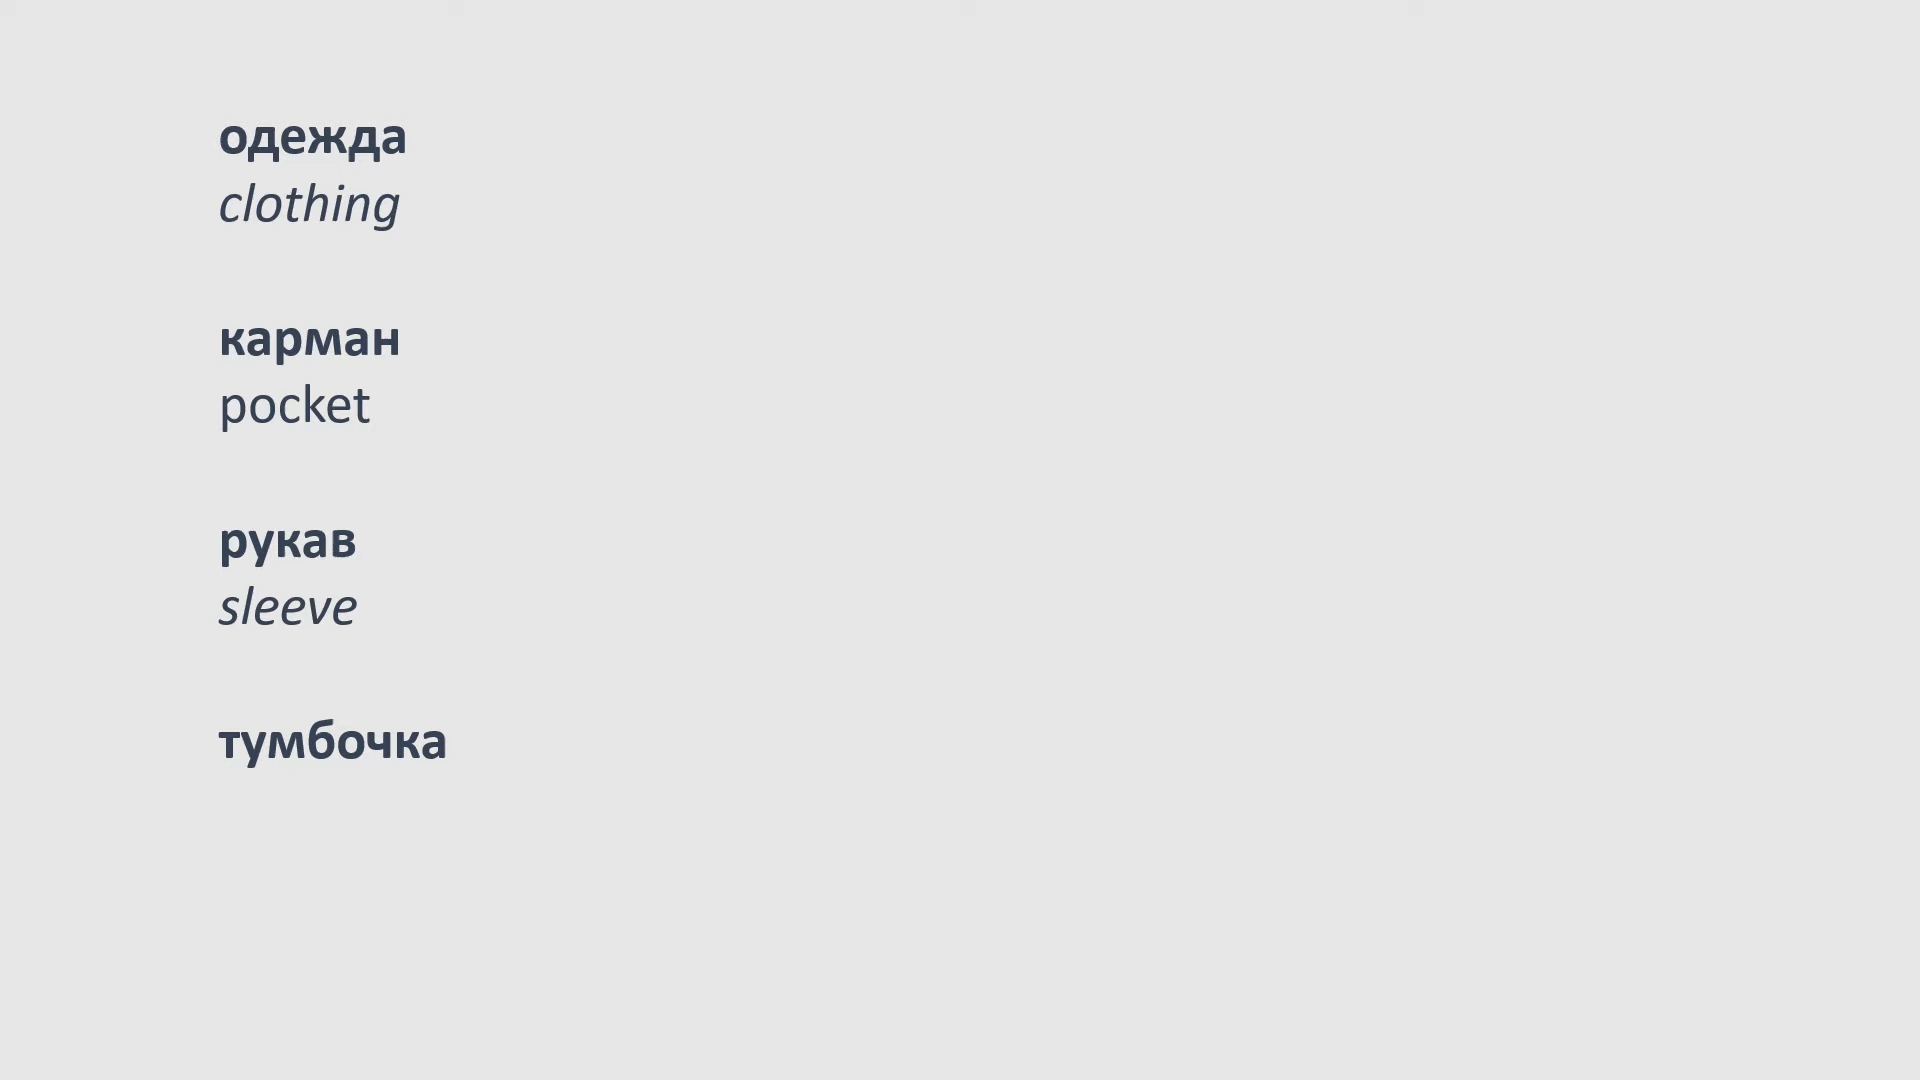 одежда
clothing
карман
pocket
рукав
sleeve
тумбочка